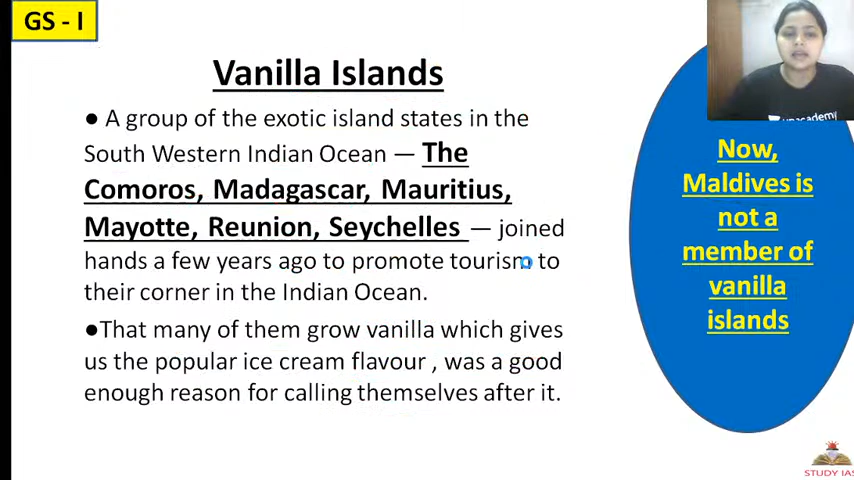 GS - I
Vanilla Islands
● A group of the exotic island states in the
South Western Indian Ocean — The
Comoros, Madagascar, Mauritius,
Mayotte, Reunion, Seychelles — joined
hands a few years ago to promote tourism to
their corner in the Indian Ocean.
●That many of them grow vanilla which gives
us the popular ice cream flavour , was a good
enough reason for calling themselves after it.
unacademy
Now,
Maldives is
not a
member of
vanilla
islands
STUDY IAS